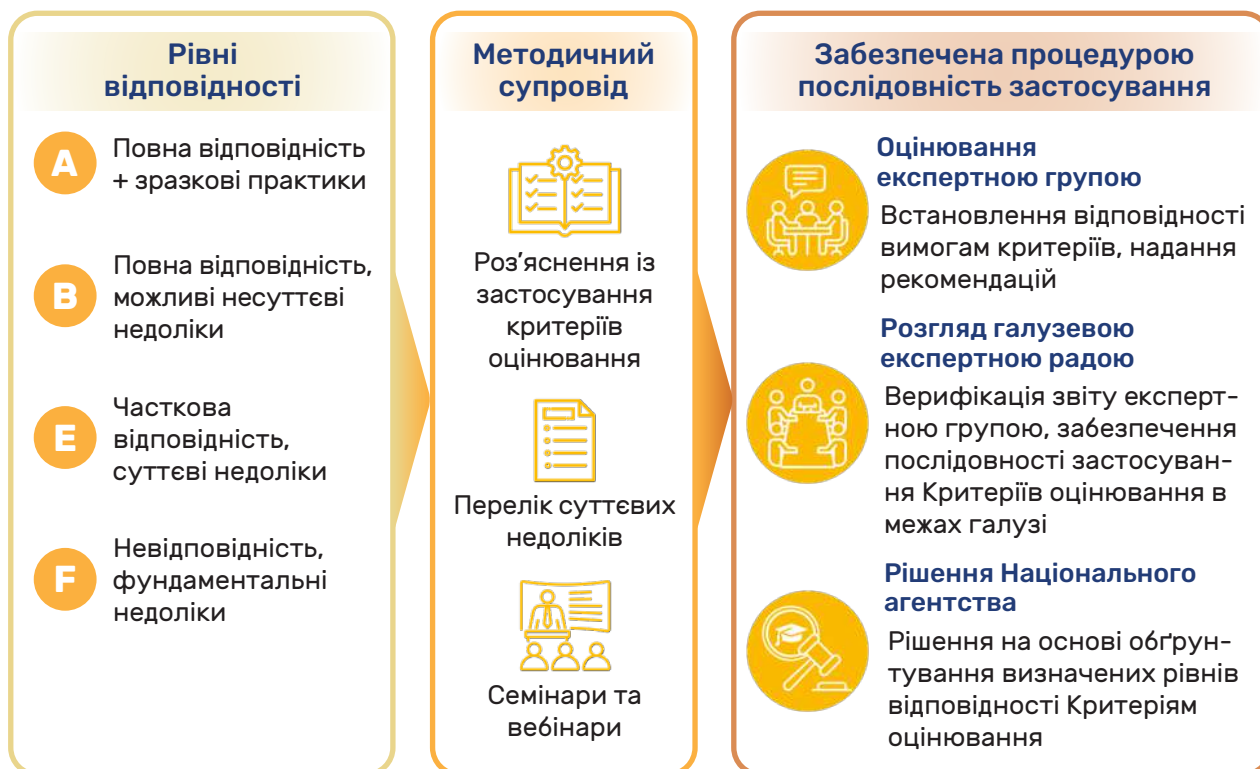 Рівні
відповідності
A
Повна відповідність
+ зразкові практики
B
Повна відповідність,
можливі несуттєві
недоліки
E
Часткова
відповідність,
суттєві недоліки
F
Невідповідність,
фундаментальні
недоліки
Методичний
супровід
Роз’яснення із
застосування
критеріїв
оцінювання
Перелік суттєвих
недоліків
Семінари та
вебінари
Забезпечена процедурою
послідовність застосування
Оцінювання
експертною групою
Встановлення відповідності
вимогам критеріїв, надання
рекомендацій
Розгляд галузевою
експертною радою
Верифікація звіту експерт-
ною групою, забезпечення
послідовності застосуван-
ня Критеріїв оцінювання в
межах галузі
Рішення Національного
агентства
Рішення на основі обґрун-
тування визначених рівнів
відповідності Критеріям
оцінювання